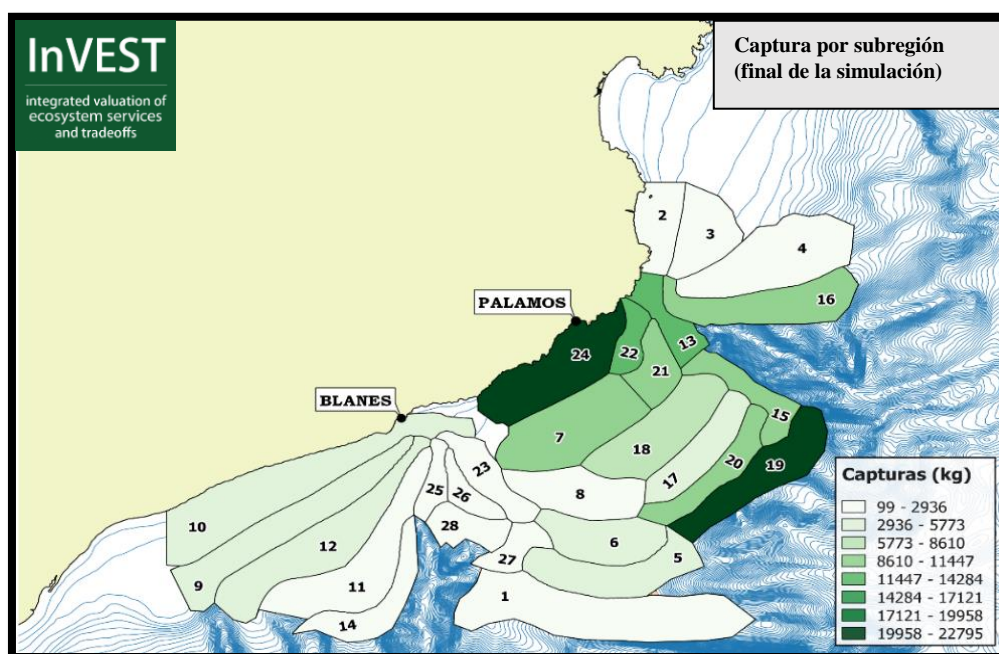 InVEST
integrated valuation of
ecosystem services
and tradeoffs
Captura por subregión
(final de la simulación)
2
3
4
16
PALAMOS
24
22
13
21
BLANES
7
15
18
20
19
17
23
8
25
26
10
28
12
6
5
27
9
11
1
14
Capturas (kg)
99 - 2936
2936 - 5773
5773 - 8610
8610 - 11447
11447 - 14284
14284 - 17121
17121 - 19958
19958 - 22795